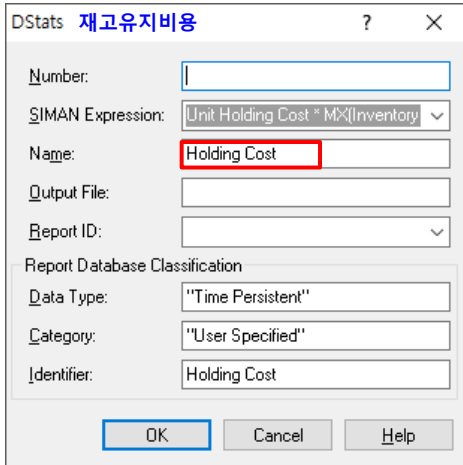 DStats 재고유지비용 ? ×
Number:
SIMAN Expression: Unit Holding Cost * MX(Inventory
Name: Holding Cost
Output File:
Report ID:
Report Database Classification
Data Type: "Time Persistent"
Category: "User Specified"
Identifier: Holding Cost
OK Cancel Help